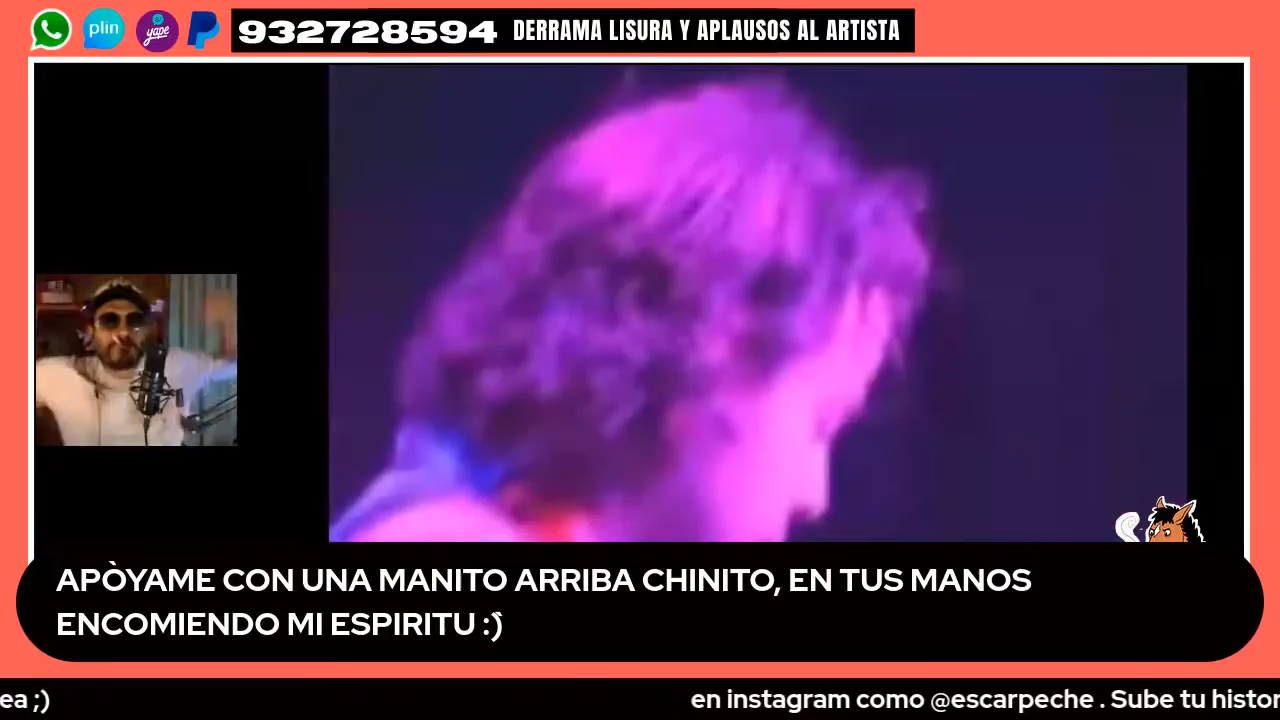 plin
yape
932728594 DERRAMA LISURA Y APLAUSOS AL ARTISTA
APÒYAME CON UNA MANITO ARRIBA CHINITO, EN TUS MANOS
ENCOMIENDO MI ESPIRITU :)̃
ea ;) en instagram como @escarpeche . Sube tu histor